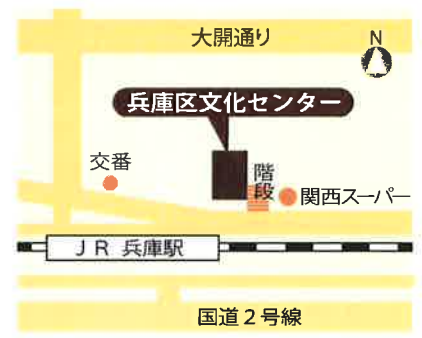 大開通り
N
兵庫区文化センター
交番
階段
関西スーパー
JR 兵庫駅
国道2号線